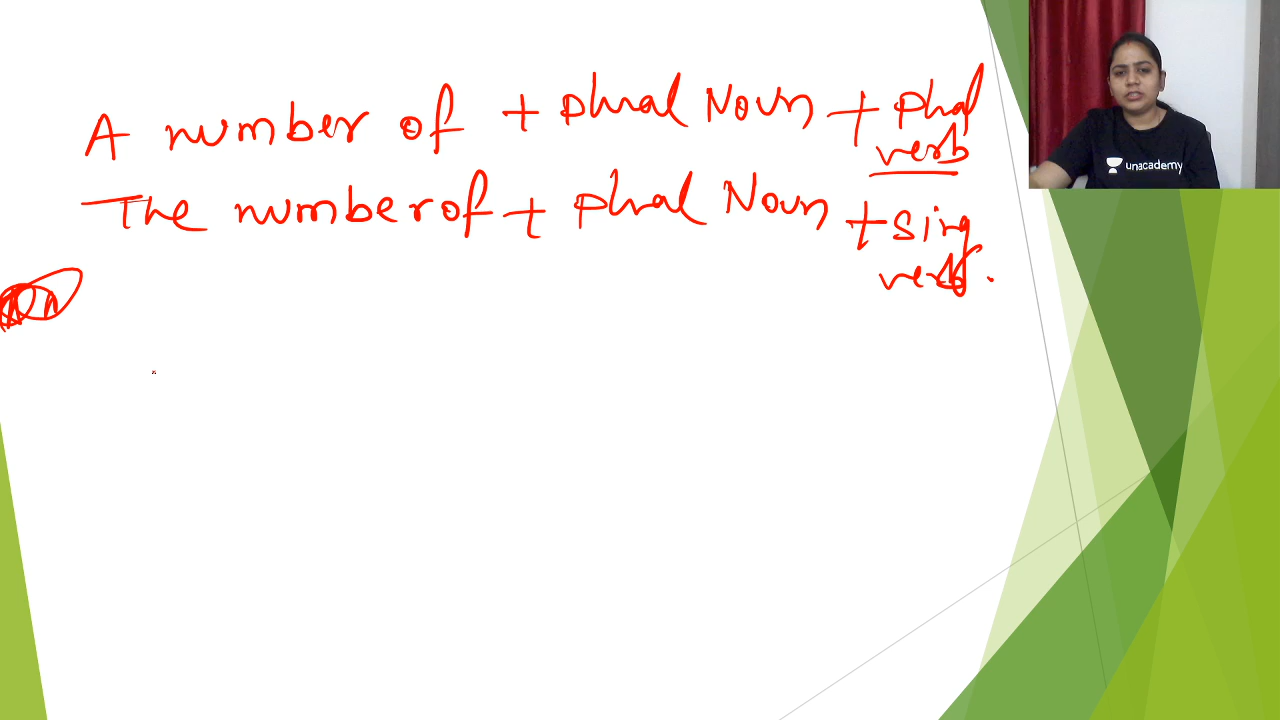 A number of + plural Noun + plural
verb
The number of + plural Noun + sing
verb.
unacademy